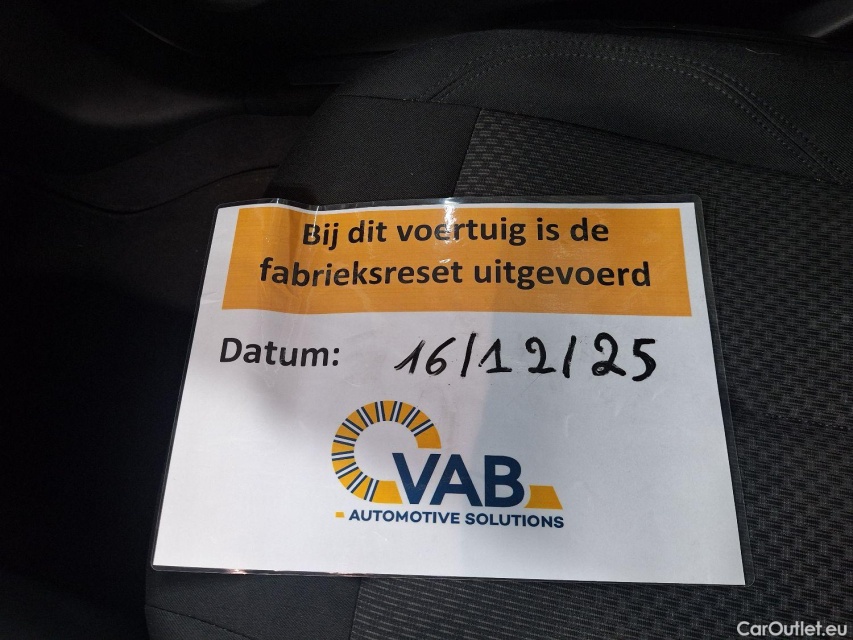 Bij dit voertuig is de
fabrieksreset uitgevoerd
Datum: 16/12/25
VAB
AUTOMOTIVE SOLUTIONS
CarOutlet.eu